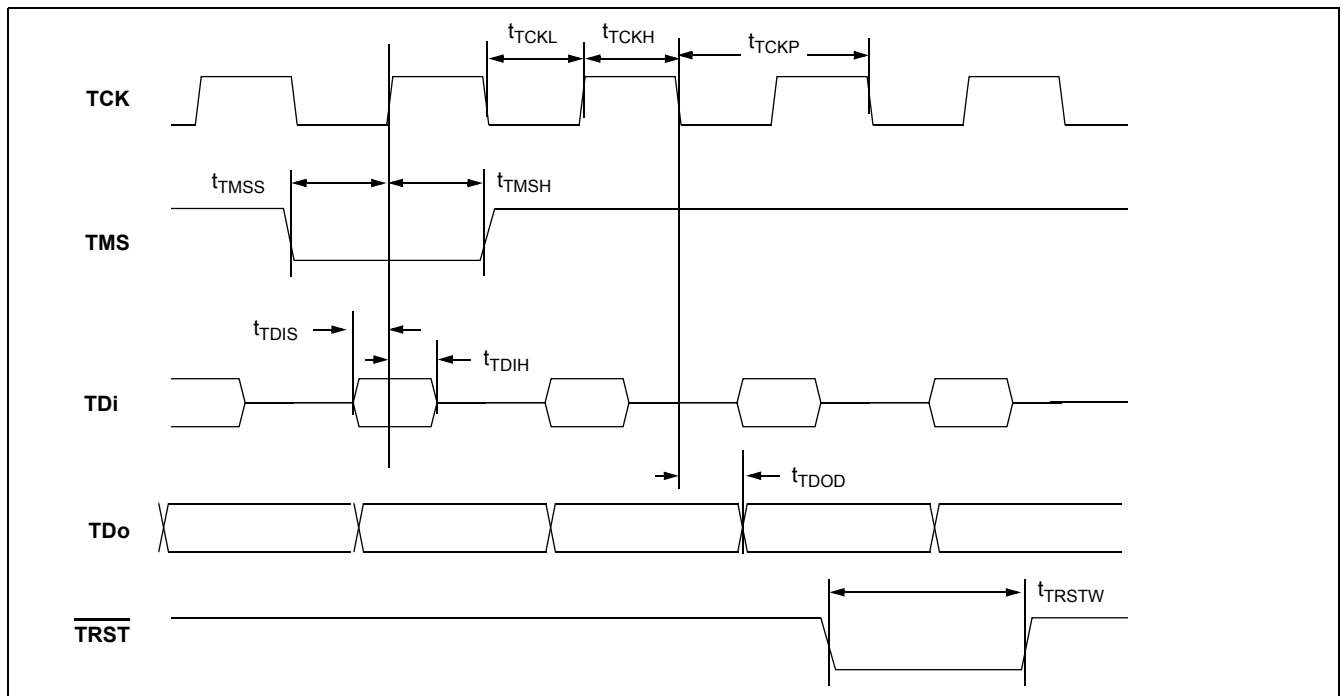 tTCKL tTCKH tTCKP
TCK
tTMSS tTMSH
TMS
tTDIS
tTDIH
TDi
tTDOD
TDo
tTRSTW
TRST